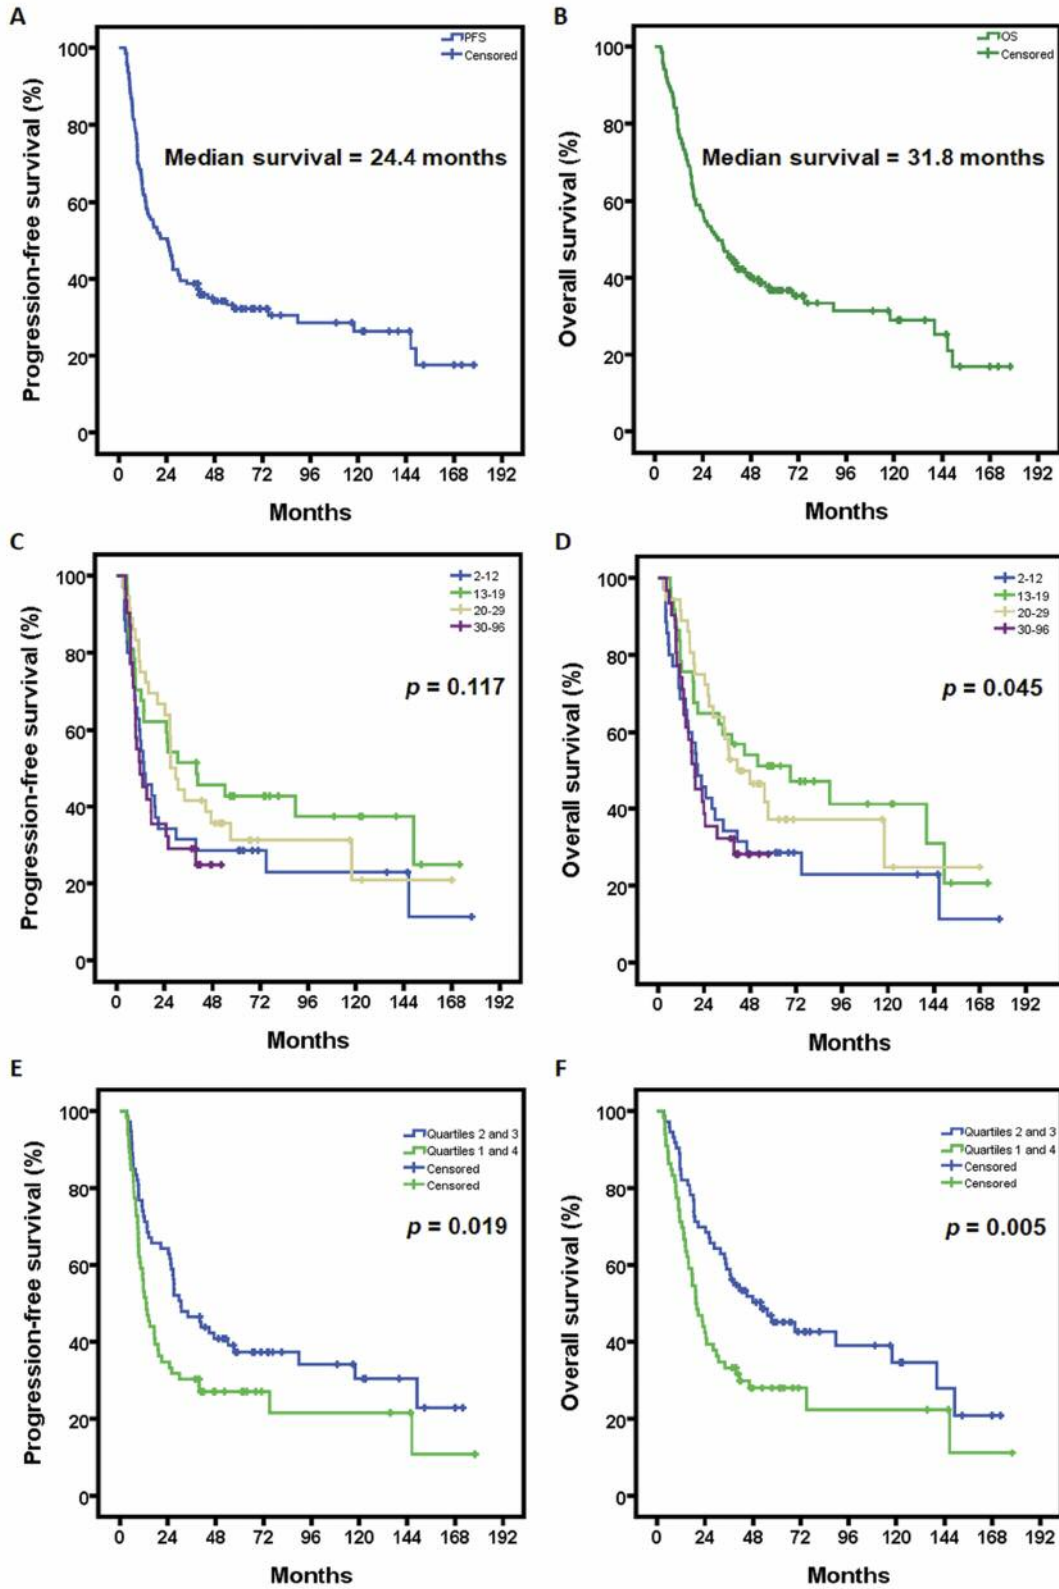 A
PFS
Censored
Median survival = 24.4 months
Progression-free survival (%)
100
80
60
40
20
0
0 24 48 72 96 120 144 168 192
Months
B
OS
Censored
Median survival = 31.8 months
Overall survival (%)
100
80
60
40
20
0
0 24 48 72 96 120 144 168 192
Months
C
2-12
13-19
20-29
30-96
p = 0.117
Progression-free survival (%)
100
80
60
40
20
0
0 24 48 72 96 120 144 168 192
Months
D
2-12
13-19
20-29
30-96
p = 0.045
Overall survival (%)
100
80
60
40
20
0
0 24 48 72 96 120 144 168 192
Months
E
Quartiles 2 and 3
Quartiles 1 and 4
Censored
Censored
p = 0.019
Progression-free survival (%)
100
80
60
40
20
0
0 24 48 72 96 120 144 168 192
Months
F
Quartiles 2 and 3
Quartiles 1 and 4
Censored
Censored
p = 0.005
Overall survival (%)
100
80
60
40
20
0
0 24 48 72 96 120 144 168 192
Months